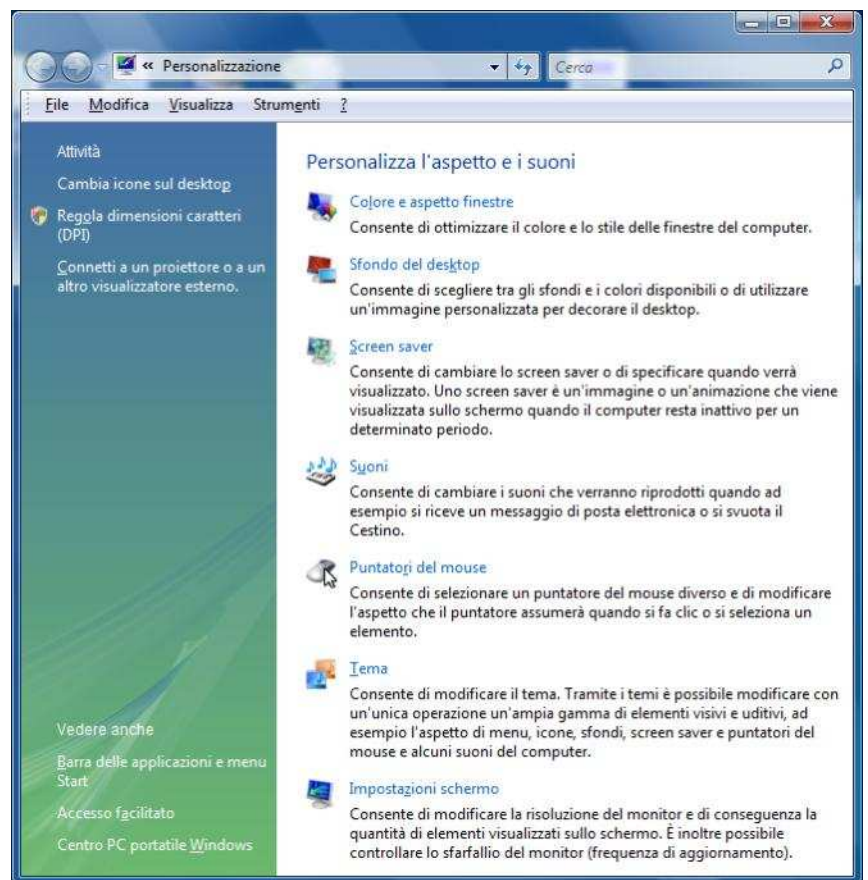 « Personalizzazione
Cerca
File Modifica Visualizza Strumenti ?
Attività
Cambia icone sul desktop
Regola dimensioni caratteri
(DPI)
Connetti a un proiettore o a un
altro visualizzatore esterno.
Vedere anche
Barra delle applicazioni e menu
Start
Accesso facilitato
Centro PC portatile Windows
Personalizza l'aspetto e i suoni
Colore e aspetto finestre
Consente di ottimizzare il colore e lo stile delle finestre del computer.
Sfondo del desktop
Consente di scegliere tra gli sfondi e i colori disponibili o di utilizzare
un'immagine personalizzata per decorare il desktop.
Screen saver
Consente di cambiare lo screen saver o di specificare quando verrà
visualizzato. Uno screen saver è un'immagine o un'animazione che viene
visualizzata sullo schermo quando il computer resta inattivo per un
determinato periodo.
Suoni
Consente di cambiare i suoni che verranno riprodotti quando ad
esempio si riceve un messaggio di posta elettronica o si svuota il
Cestino.
Puntatori del mouse
Consente di selezionare un puntatore del mouse diverso e di modificare
l'aspetto che il puntatore assumerà quando si fa clic o si seleziona un
elemento.
Tema
Consente di modificare il tema. Tramite i temi è possibile modificare con
un'unica operazione un'ampia gamma di elementi visivi e uditivi, ad
esempio l'aspetto di menu, icone, sfondi, screen saver e puntatori del
mouse e alcuni suoni del computer.
Impostazioni schermo
Consente di modificare la risoluzione del monitor e di conseguenza la
quantità di elementi visualizzati sullo schermo. È inoltre possibile
controllare lo sfarfallio del monitor (frequenza di aggiornamento).